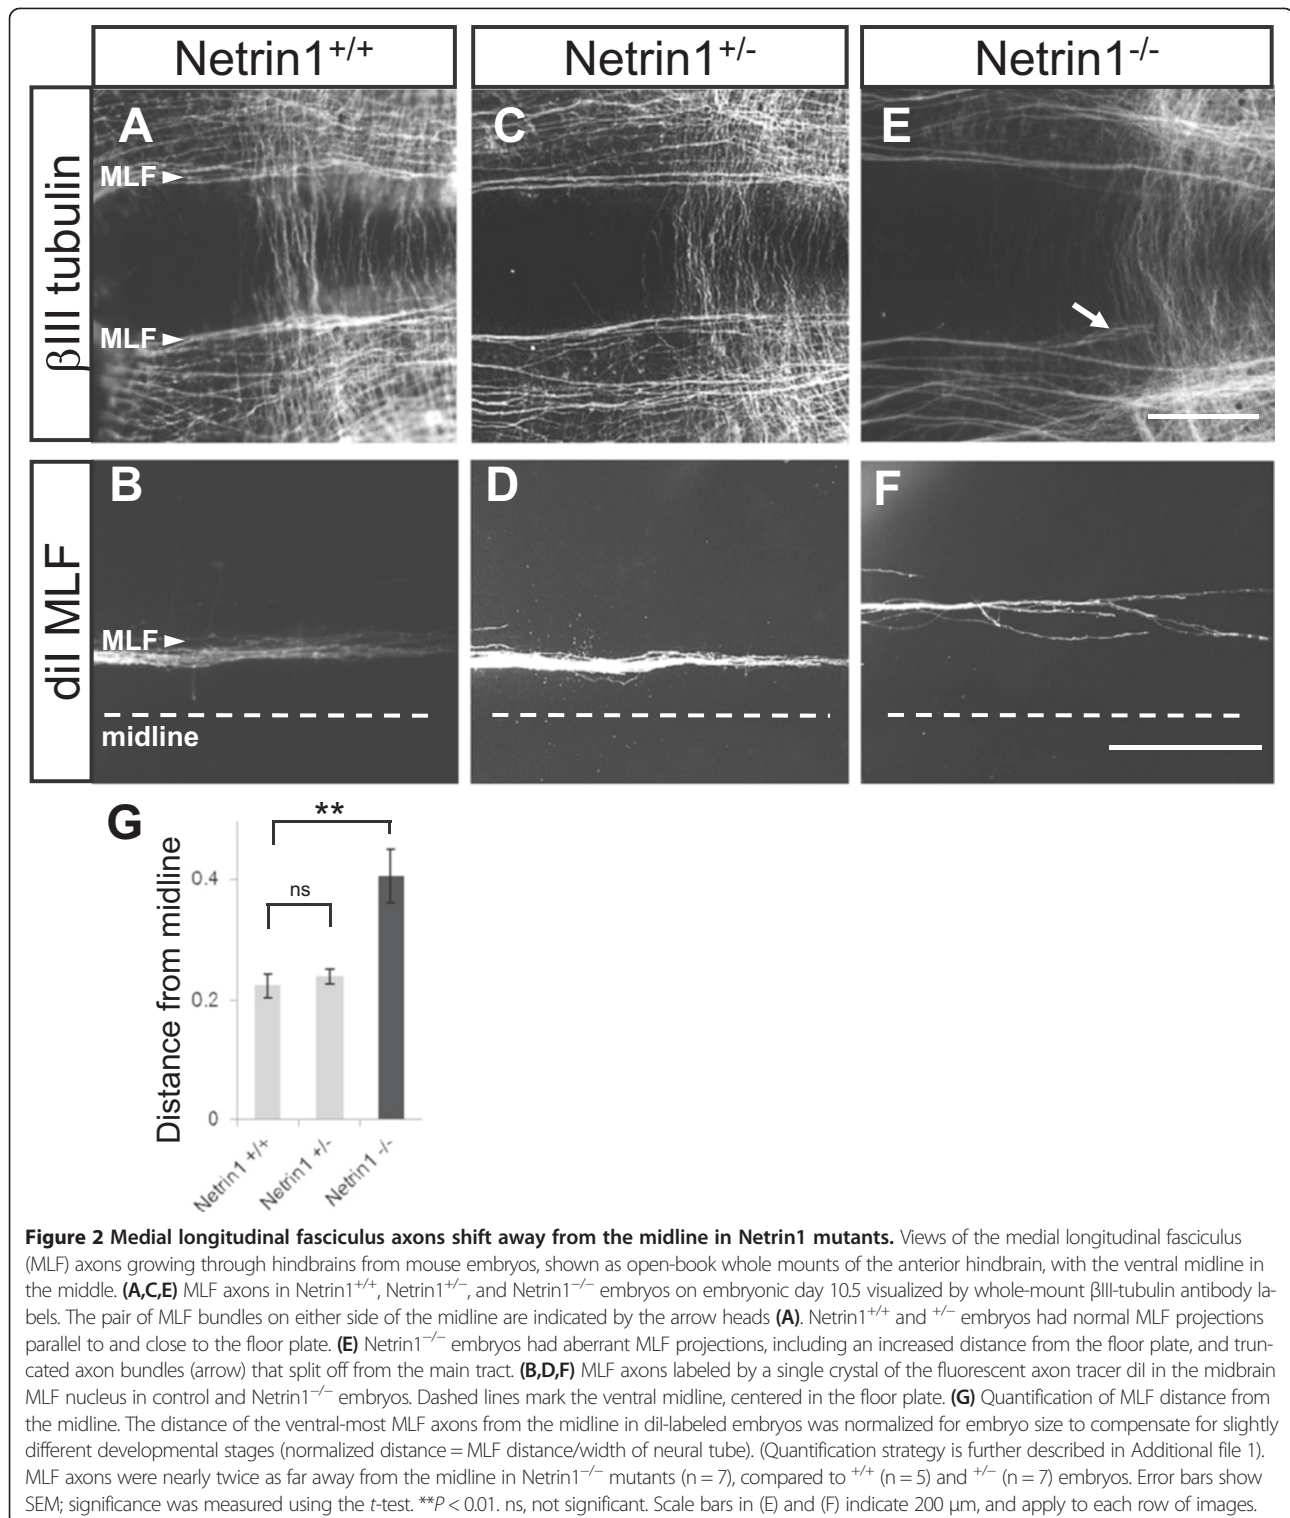 Netrin1+/+
Netrin1+/-
Netrin1-/-
βIII tubulin
A
MLF
MLF
C
E
diI MLF
B
MLF
midline
D
F
G
Distance from midline
**
ns
0.4
0.2
0
Netrin1 +/+
Netrin1 +/-
Netrin1 -/-
Figure 2 Medial longitudinal fasciculus axons shift away from the midline in Netrin1 mutants. Views of the medial longitudinal fasciculus
(MLF) axons growing through hindbrains from mouse embryos, shown as open-book whole mounts of the anterior hindbrain, with the ventral midline in
the middle. (A,C,E) MLF axons in Netrin1+/+, Netrin1+/−, and Netrin1−/− embryos on embryonic day 10.5 visualized by whole-mount βIII-tubulin antibody la-
bels. The pair of MLF bundles on either side of the midline are indicated by the arrow heads (A). Netrin1+/+ and +/− embryos had normal MLF projections
parallel to and close to the floor plate. (E) Netrin1−/− embryos had aberrant MLF projections, including an increased distance from the floor plate, and trun-
cated axon bundles (arrow) that split off from the main tract. (B,D,F) MLF axons labeled by a single crystal of the fluorescent axon tracer diI in the midbrain
MLF nucleus in control and Netrin1−/− embryos. Dashed lines mark the ventral midline, centered in the floor plate. (G) Quantification of MLF distance from
the midline. The distance of the ventral-most MLF axons from the midline in diI-labeled embryos was normalized for embryo size to compensate for slightly
different developmental stages (normalized distance = MLF distance/width of neural tube). (Quantification strategy is further described in Additional file 1).
MLF axons were nearly twice as far away from the midline in Netrin1−/− mutants (n = 7), compared to +/+ (n = 5) and +/− (n = 7) embryos. Error bars show
SEM; significance was measured using the t-test. **P < 0.01. ns, not significant. Scale bars in (E) and (F) indicate 200 μm, and apply to each row of images.